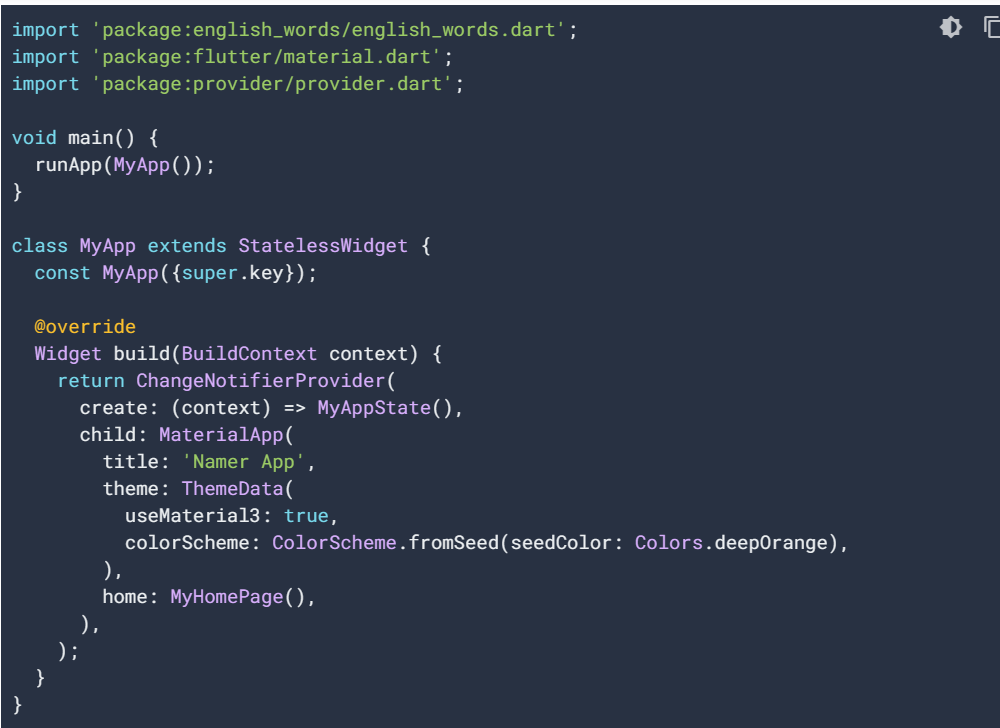 import 'package:english_words/english_words.dart';
import 'package:flutter/material.dart';
import 'package:provider/provider.dart';

void main() {
  runApp(MyApp());
}

class MyApp extends StatelessWidget {
  const MyApp({super.key});

  @override
  Widget build(BuildContext context) {
    return ChangeNotifierProvider(
      create: (context) => MyAppState(),
      child: MaterialApp(
        title: 'Namer App',
        theme: ThemeData(
          useMaterial3: true,
          colorScheme: ColorScheme.fromSeed(seedColor: Colors.deepOrange),
        ),
        home: MyHomePage(),
      ),
    );
  }
}